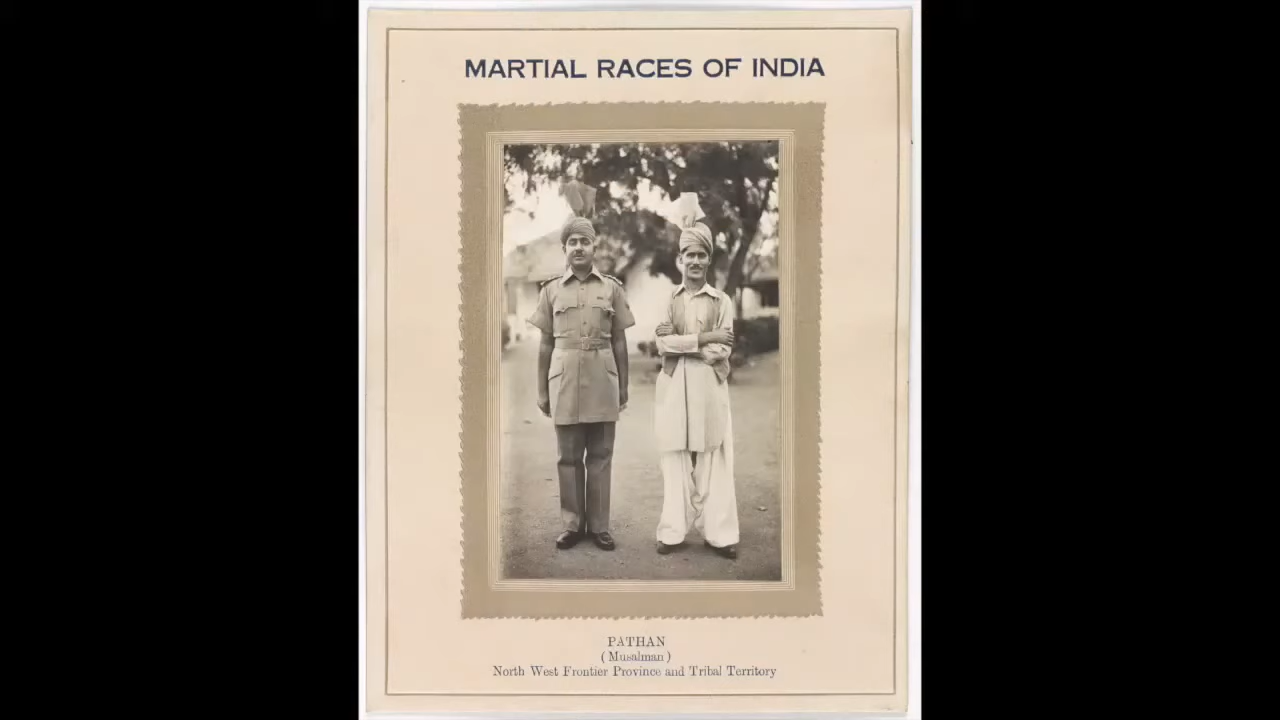 MARTIAL RACES OF INDIA
PATHAN
(Musalman)
North West Frontier Province and Tribal Territory